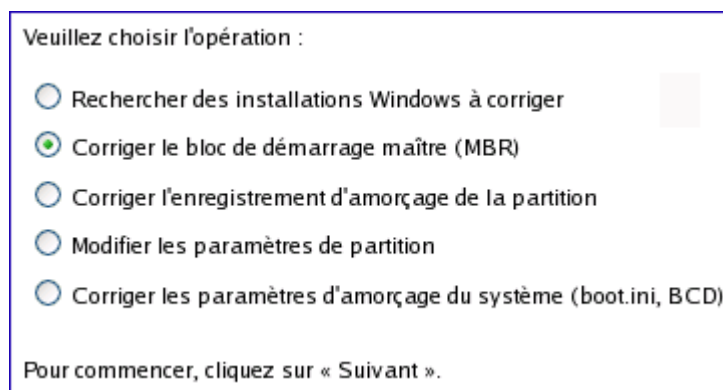 Veuillez choisir l'opération :
Rechercher des installations Windows à corriger
Corriger le bloc de démarrage maître (MBR)
Corriger l'enregistrement d'amorçage de la partition
Modifier les paramètres de partition
Corriger les paramètres d'amorçage du système (boot.ini, BCD)
Pour commencer, cliquez sur « Suivant ».